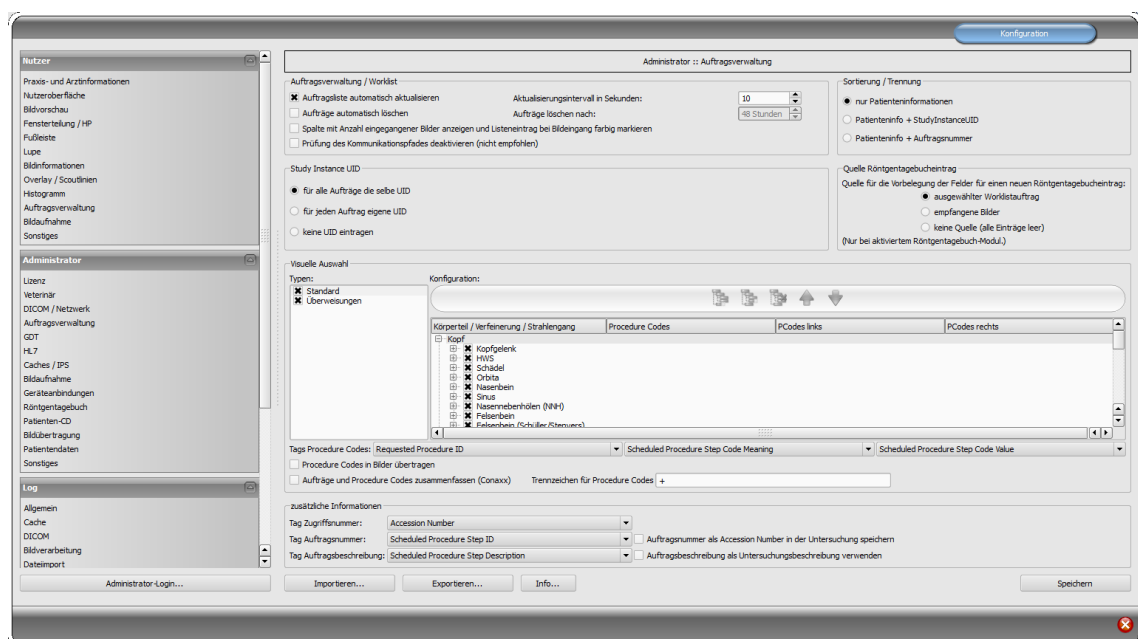 Konfiguration
Nutzer
Praxis- und Arztinformationen
Nutzeroberfläche
Bildvorschau
Fensterteilung / HP
Fußleiste
Lupe
Bildinformationen
Overlay / Scoutlinien
Histogramm
Auftragsverwaltung
Bildaufnahme
Sonstiges
Administrator
Lizenz
Veterinär
DICOM / Netzwerk
Auftragsverwaltung
GDT
HL7
Caches / IPS
Bildaufnahme
Geräteanbindungen
Röntgentagebuch
Patienten-CD
Bildübertragung
Patientendaten
Sonstiges
Log
Allgemein
Cache
DICOM
Bildverarbeitung
Dateiimport
Administrator-Login...
Administrator :: Auftragsverwaltung
Auftragsverwaltung / Worklist
Auftragsliste automatisch aktualisieren Aktualisierungsintervall in Sekunden: 10
Aufträge automatisch löschen Aufträge löschen nach: 48 Stunden
Spalte mit Anzahl eingegangener Bilder anzeigen und Listeneintrag bei Bildeingang farbig markieren
Prüfung des Kommunikationspfades deaktivieren (nicht empfohlen)
Sortierung / Trennung
nur Patienteninformationen
Patienteninfo + StudyInstanceUID
Patienteninfo + Auftragsnummer
Study Instance UID
für alle Aufträge die selbe UID
für jeden Auftrag eigene UID
keine UID eintragen
Quelle Röntgentagebucheintrag
Quelle für die Vorbelegung der Felder für einen neuen Röntgentagebucheintrag:
ausgewählter Worklistauftrag
empfangene Bilder
keine Quelle (alle Einträge leer)
(Nur bei aktiviertem Röntgentagebuch-Modul.)
Visuelle Auswahl
Typen:
Standard
Überweisungen
Konfiguration:
Körperteil / Verfeinerung / Strahlengang Procedure Codes PCodes links PCodes rechts
Kopf
Kopfgelenk
HWS
Schädel
Orbita
Nasenbein
Sinus
Nasennebenhölen (NNH)
Felsenbein
Felsenbein (Schüller/Stenvers)
Tags Procedure Codes: Requested Procedure ID Scheduled Procedure Step Code Meaning Scheduled Procedure Step Code Value
Procedure Codes in Bilder übertragen
Aufträge und Procedure Codes zusammenfassen (Conaxx) Trennzeichen für Procedure Codes +
zusätzliche Informationen
Tag Zugriffsnummer: Accession Number
Tag Auftragsnummer: Scheduled Procedure Step ID Auftragsnummer als Accession Number in der Untersuchung speichern
Tag Auftragsbeschreibung: Scheduled Procedure Step Description Auftragsbeschreibung als Untersuchungsbeschreibung verwenden
Importieren... Exportieren... Info... Speichern